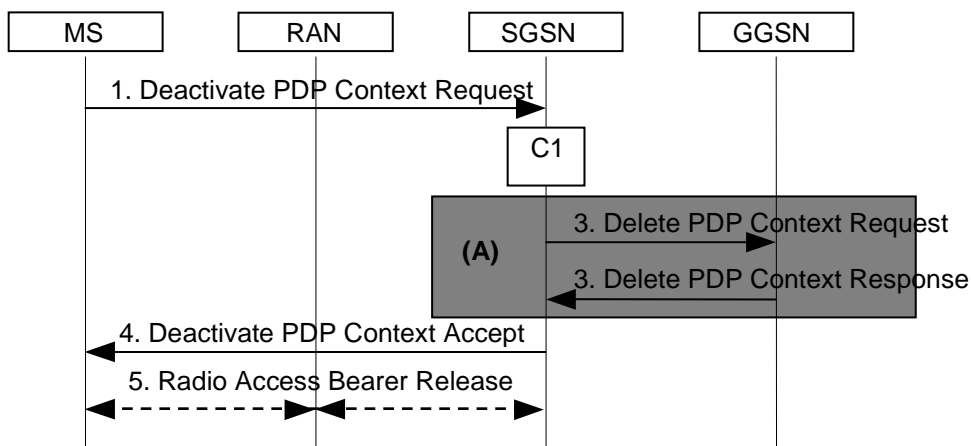 MS
RAN
SGSN
GGSN
1. Deactivate PDP Context Request
C1
3. Delete PDP Context Request
(A)
3. Delete PDP Context Response
4. Deactivate PDP Context Accept
5. Radio Access Bearer Release